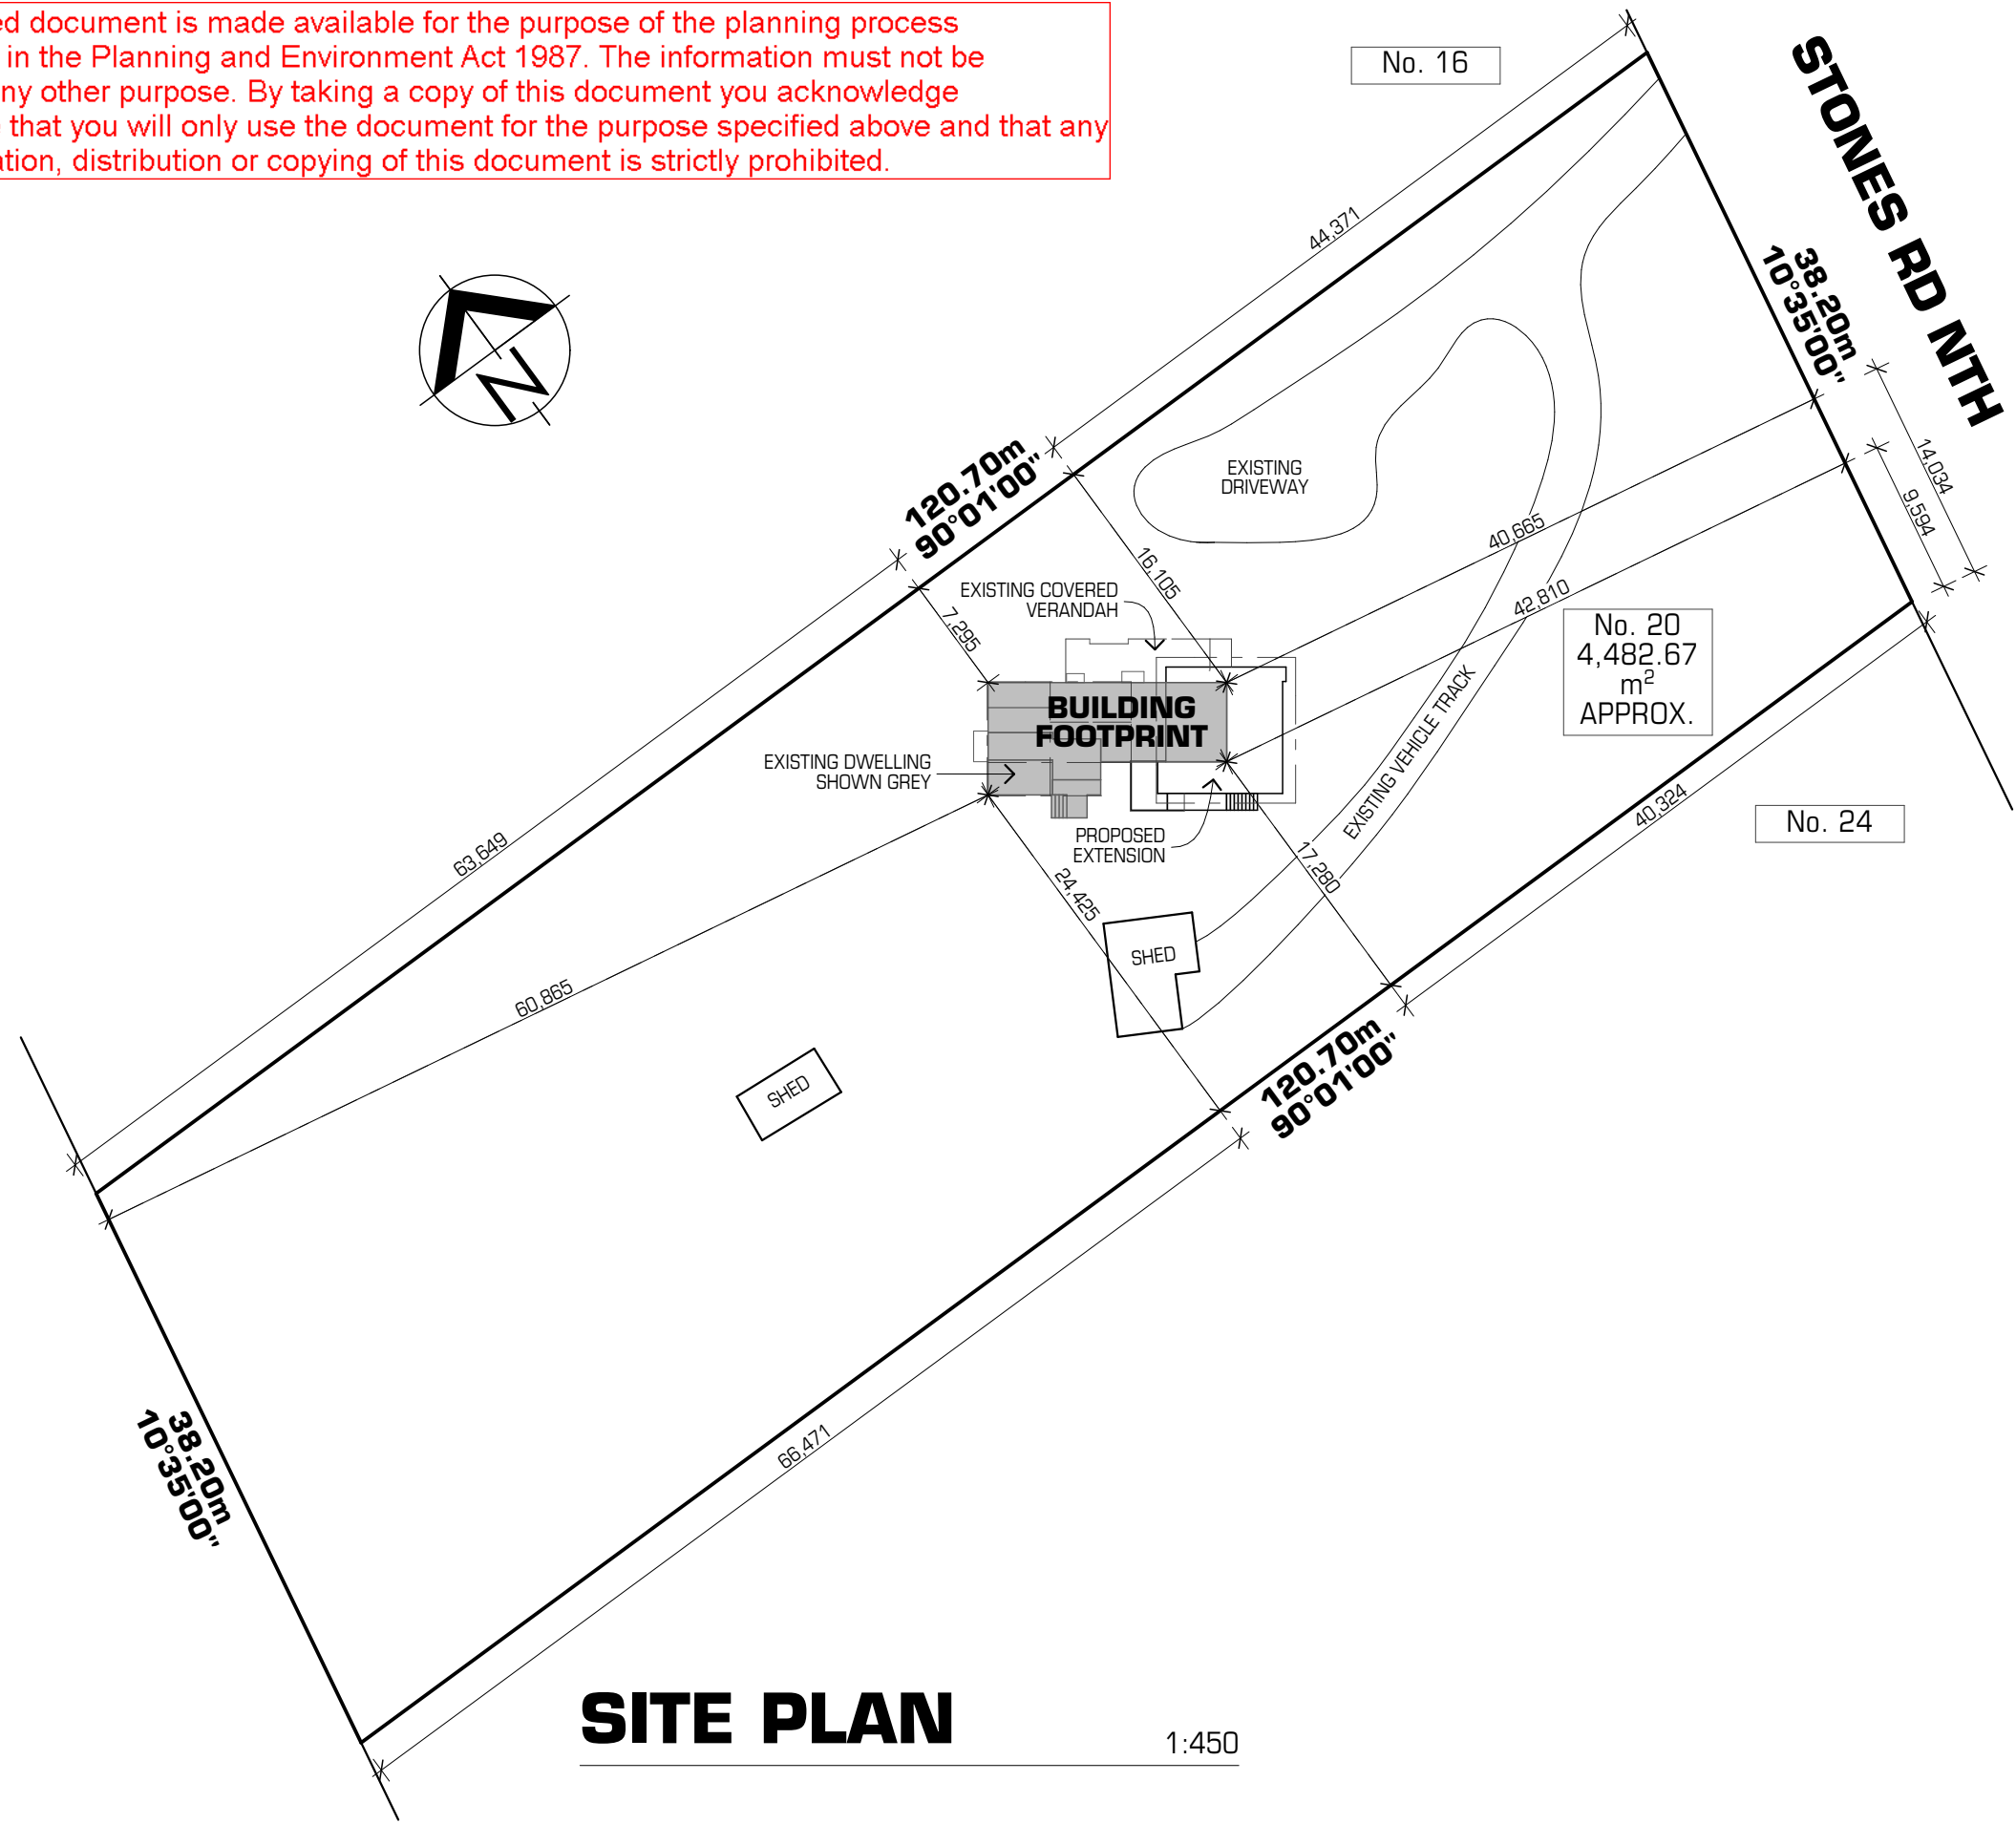 ed document is made available for the purpose of the planning process
in the Planning and Environment Act 1987. The information must not be
ny other purpose. By taking a copy of this document you acknowledge
that you will only use the document for the purpose specified above and that any
ation, distribution or copying of this document is strictly prohibited.
No. 16
STONES RD NTH
44,371
38.20m
10°35'00"
N
120.70m
90°01'00"
14,034
9,594
EXISTING
DRIVEWAY
40,665
42,810
16,105
7,295
EXISTING COVERED
VERANDAH
No. 20
4,482.67
m²
APPROX.
BUILDING
FOOTPRINT
EXISTING DWELLING
SHOWN GREY
EXISTING VEHICLE TRACK
PROPOSED
EXTENSION
40,324
No. 24
63,649
17,280
24,425
SHED
60,865
SHED
120.70m
90°01'00"
66,471
38.20m
10°35'00"
SITE PLAN
1:450